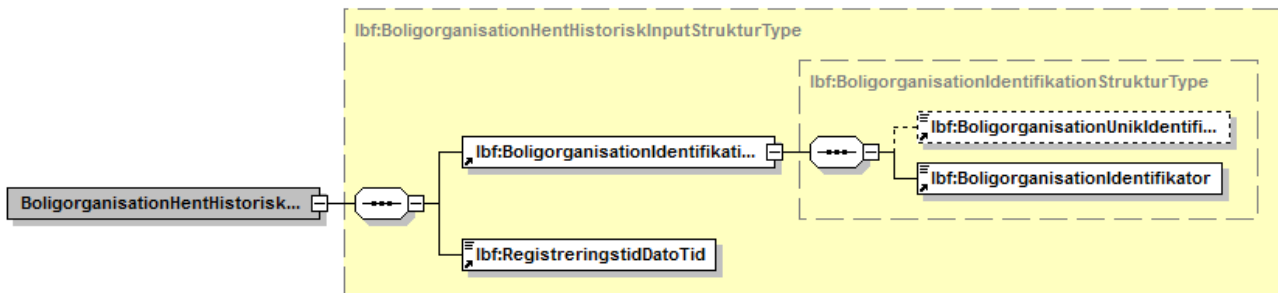 lbf:BoligorganisationHentHistoriskInputStrukturType
lbf:BoligorganisationIdentifikationStrukturType
lbf:BoligorganisationUnikIdentifi...
lbf:BoligorganisationIdentifikati...
lbf:BoligorganisationIdentifikator
BoligorganisationHentHistorisk...
lbf:RegistreringstidDatoTid